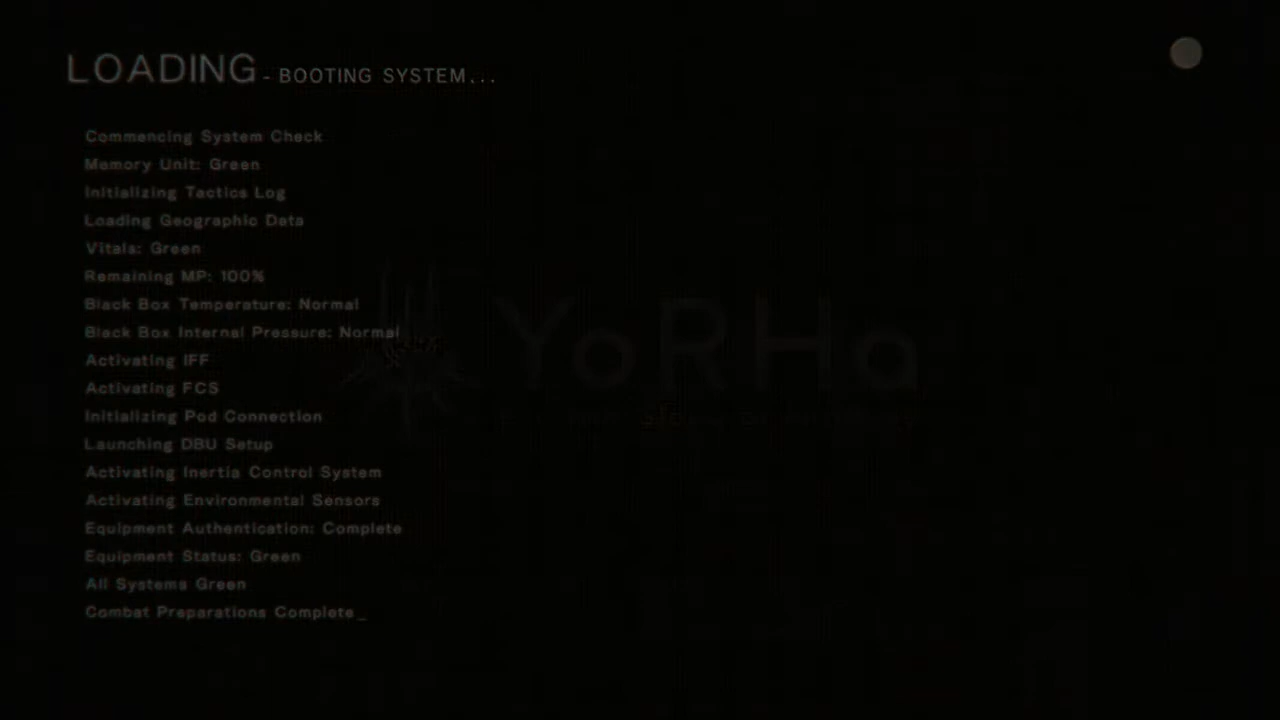 LOADING - BOOTING SYSTEM...
Commencing System Check
Memory Unit: Green
Initializing Tactics Log
Loading Geographic Data
Vitals: Green
Remaining MP: 100%
Black Box Temperature: Normal
Black Box Internal Pressure: Normal
YoRHa
Activating IFF
Activating FCS
Initializing Pod Connection
Launching DBU Setup
Activating Inertia Control System
Activating Environmental Sensors
Equipment Authentication: Complete
Equipment Status: Green
All Systems Green
Combat Preparations Complete_